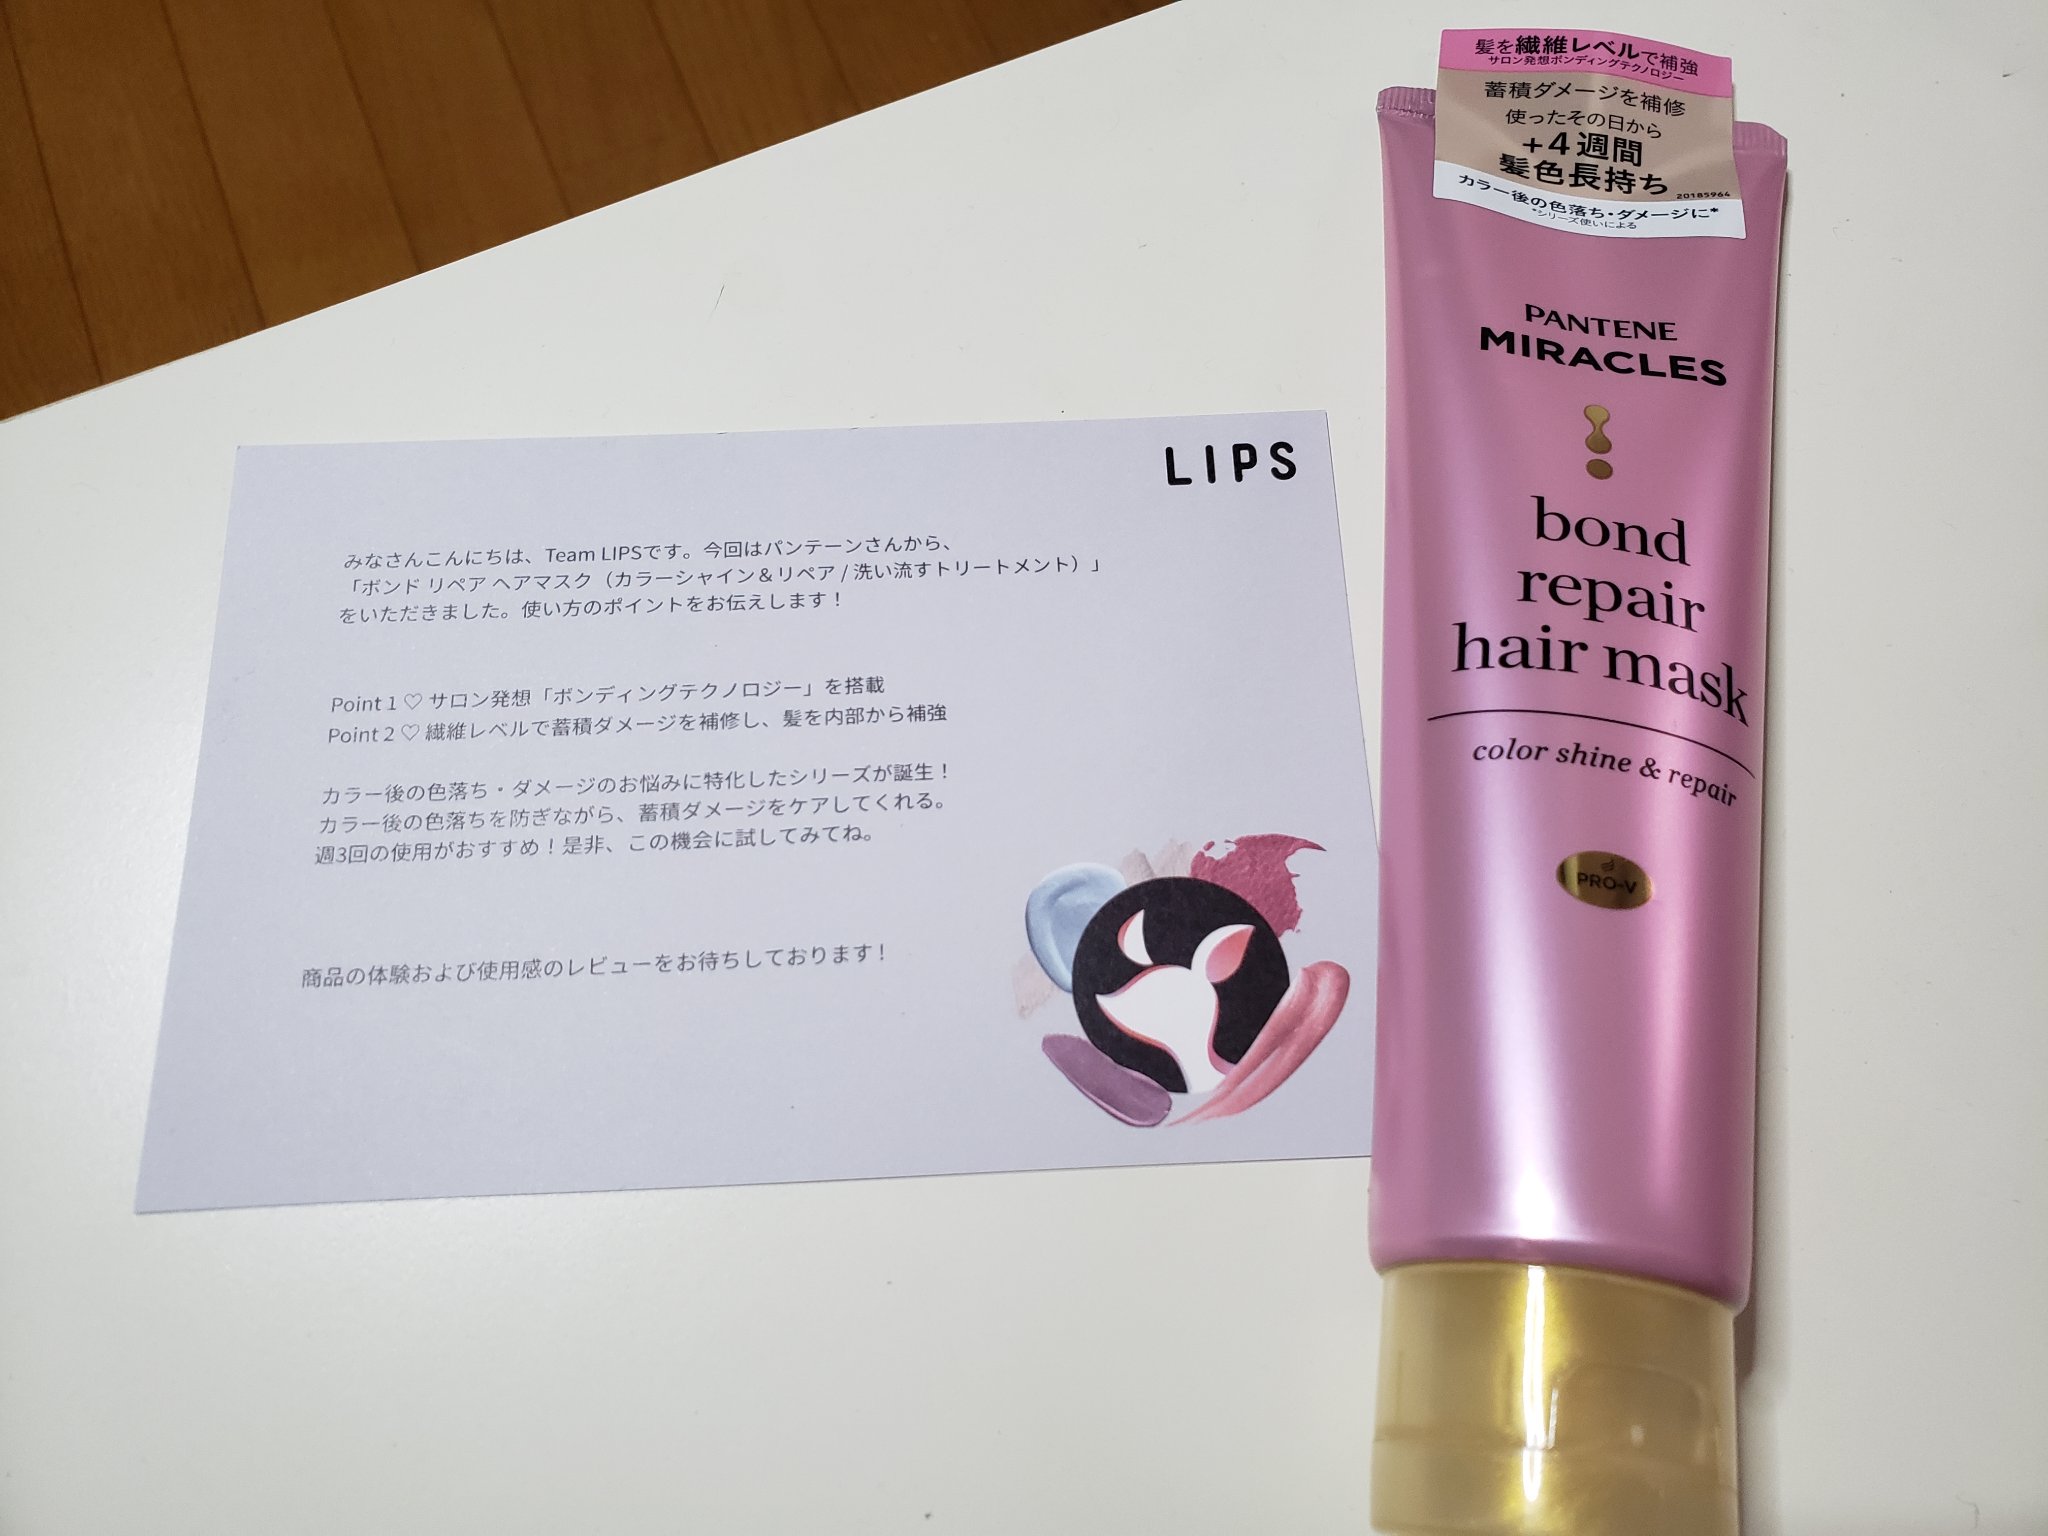 LIPS
みなさんこんにちは、Team LIPSです。今回はパンテーンさんから、
「ボンド リペア ヘアマスク（カラーシャイン＆リペア / 洗い流すトリートメント）」
をいただきました。使い方のポイントをお伝えします！
Point 1 ♡ サロン発想「ボンディングテクノロジー」を搭載
Point 2 ♡ 繊維レベルで蓄積ダメージを補修し、髪を内部から補強
カラー後の色落ち・ダメージのお悩みに特化したシリーズが誕生！
カラー後の色落ちを防ぎながら、蓄積ダメージをケアしてくれる。
週3回の使用がおすすめ！是非、この機会に試してみてね。
商品の体験および使用感のレビューをお待ちしております！
髪を繊維レベルで補強
サロン発想ボンディングテクノロジー
蓄積ダメージを補修
使ったその日から
+4週間
髪色長持ち
20185964
カラー後の色落ち・ダメージに*
*シリーズ使いによる
PANTENE
MIRACLES
bond
repair
hair mask
color shine & repair
PRO-V